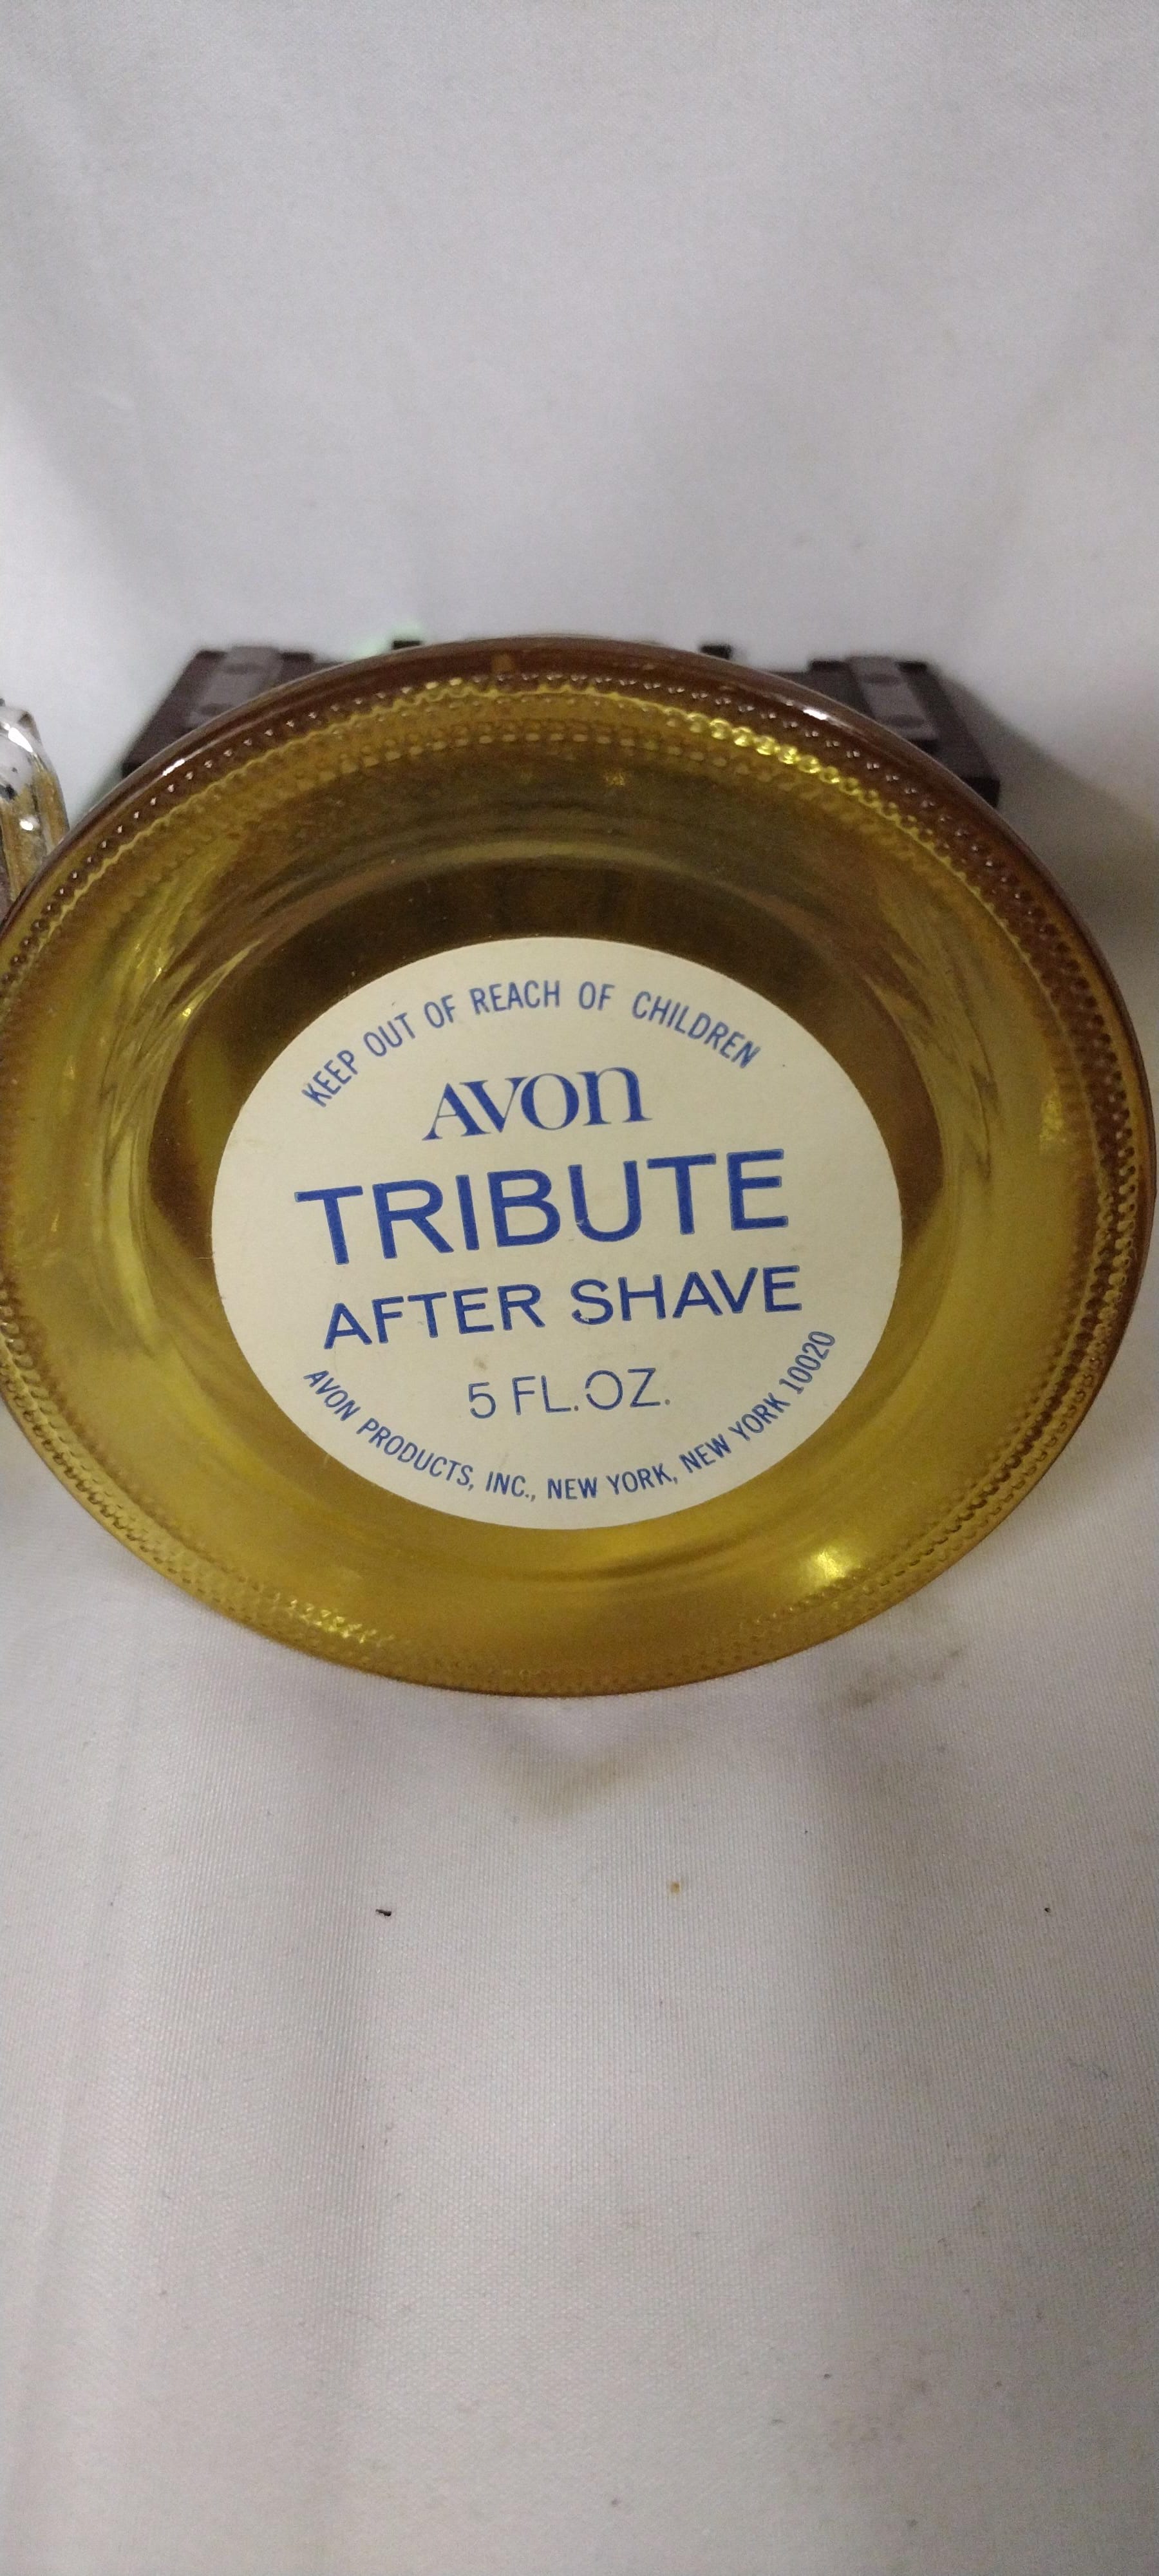 KEEP OUT OF REACH OF CHILDREN
AVON
TRIBUTE
AFTER SHAVE
5 FL.OZ.
AVON PRODUCTS, INC., NEW YORK, NEW YORK 10020